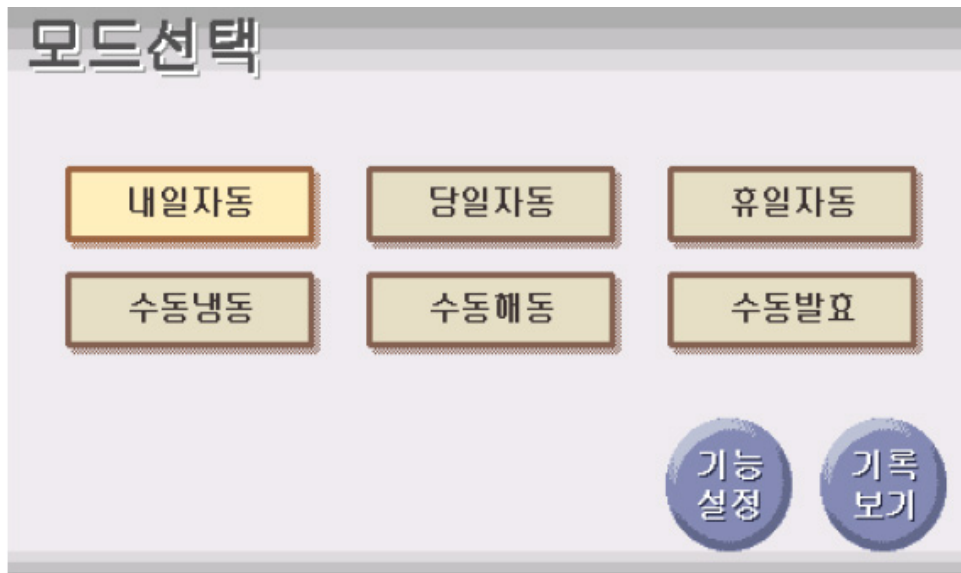 모드선택
내일자동
당일자동
휴일자동
수동냉동
수동해동
수동발효
기능
설정
기록
보기